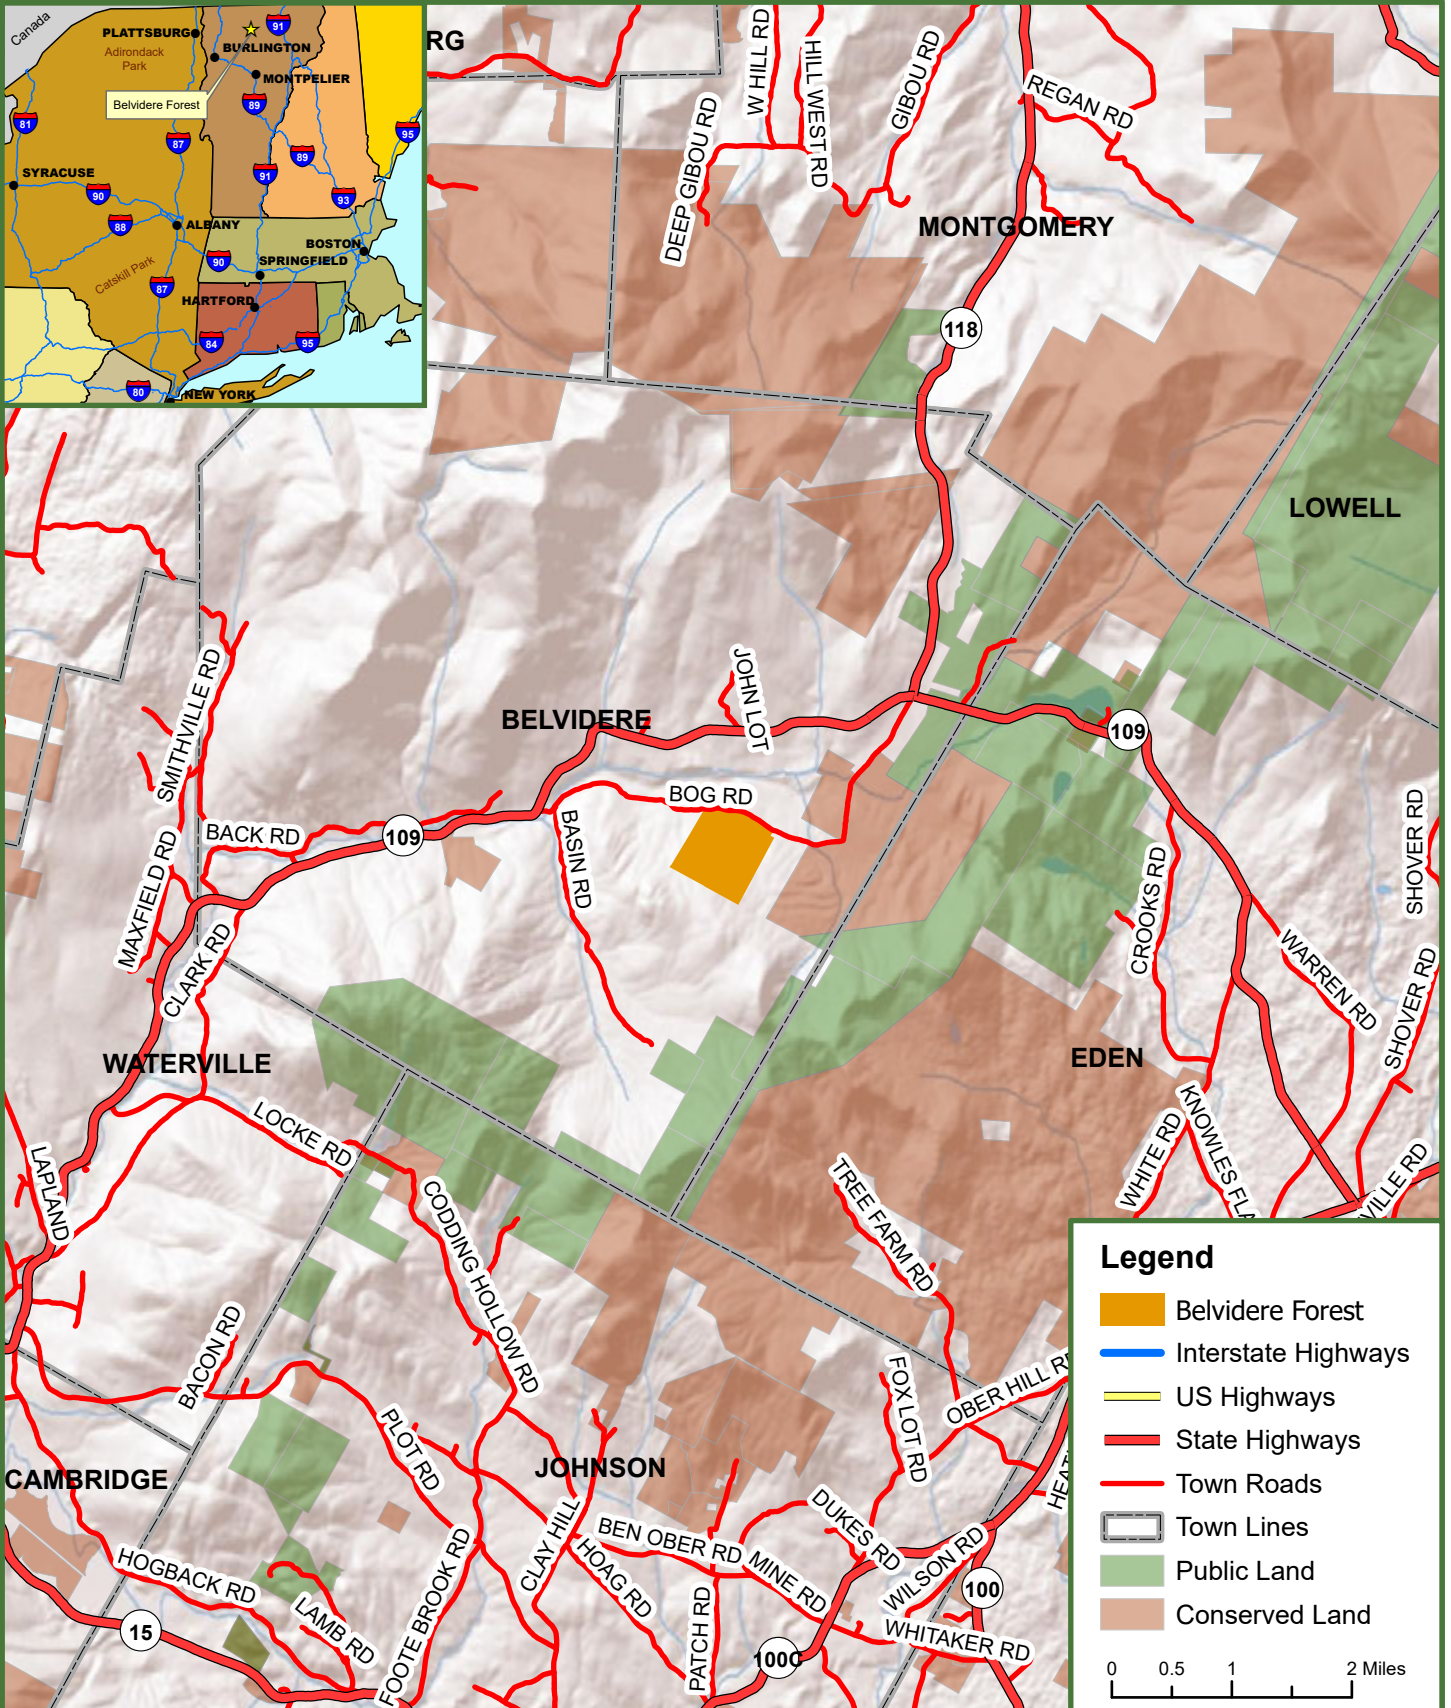 Canada
PLATTSBURG
Adirondack
Park
BURLINGTON
MONTPELIER
Belvidere Forest
91
89
81
87
95
89
91
SYRACUSE
90
93
88
ALBANY
BOSTON
90
SPRINGFIELD
Catskill Park
87
HARTFORD
84
95
80
NEW YORK
RG
W HILL RD
HILL WEST RD
GIBOU RD
REGAN RD
DEEP GIBOU RD
MONTGOMERY
118
LOWELL
SMITHVILLE RD
JOHN LOT
BELVIDERE
109
BOG RD
BACK RD
109
BASIN RD
MAXFIELD RD
CLARK RD
CROOKS RD
SHOVER RD
WARREN RD
SHOVER RD
WATERVILLE
EDEN
LOCKE RD
LAPLAND
CODDING HOLLOW RD
TREE FARM RD
WHITE RD
KNOWLES FLA
VILLE RD
BACON RD
PLOT RD
FOX LOT RD
OBER HILL RD
HEAT
CAMBRIDGE
JOHNSON
HOGBACK RD
LAMB RD
FOOTE BROOK RD
CLAY HILL
BEN OBER RD
HOAG RD
MINE RD
DUKES RD
WILSON RD
100
15
PATCH RD
100C
WHITAKER RD
Legend
Belvidere Forest
Interstate Highways
US Highways
State Highways
Town Roads
Town Lines
Public Land
Conserved Land
0 0.5 1 2 Miles